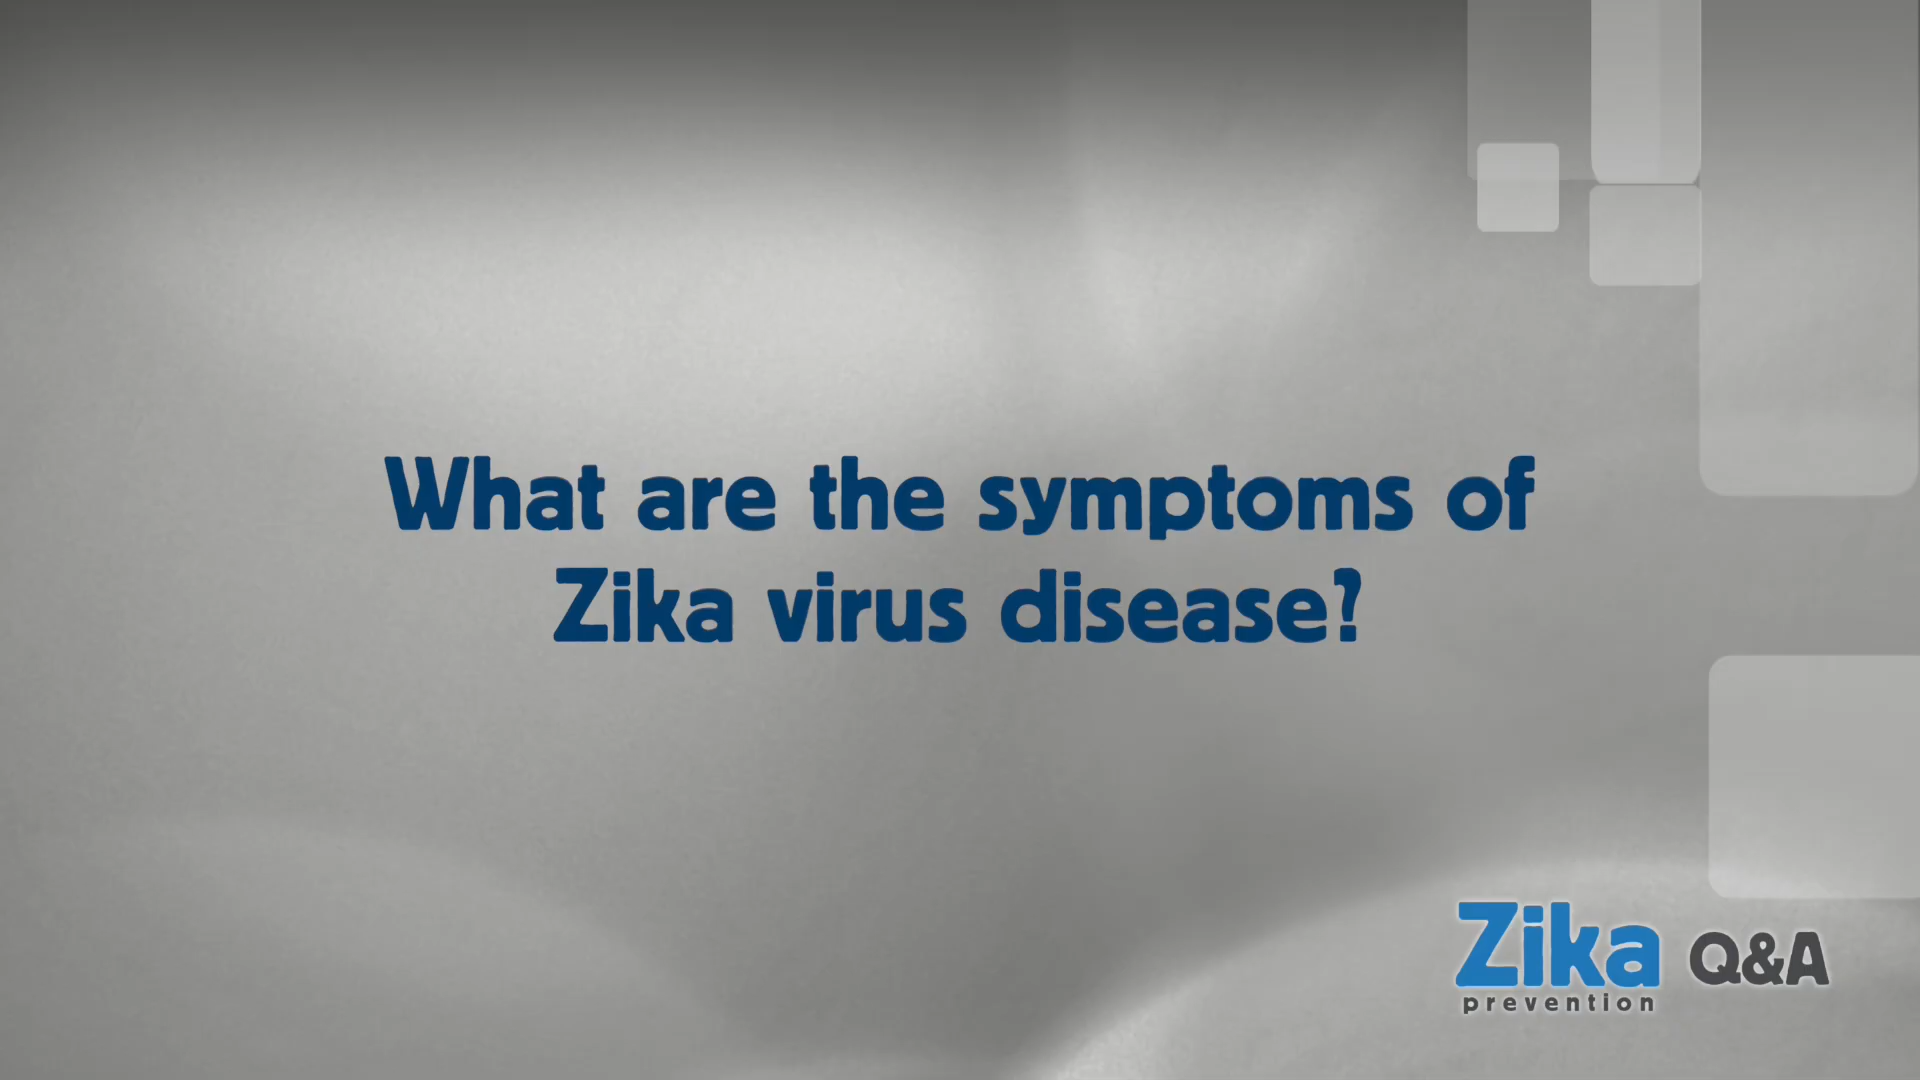 What are the symptoms of
Zika virus disease?
Zika Q&A
prevention